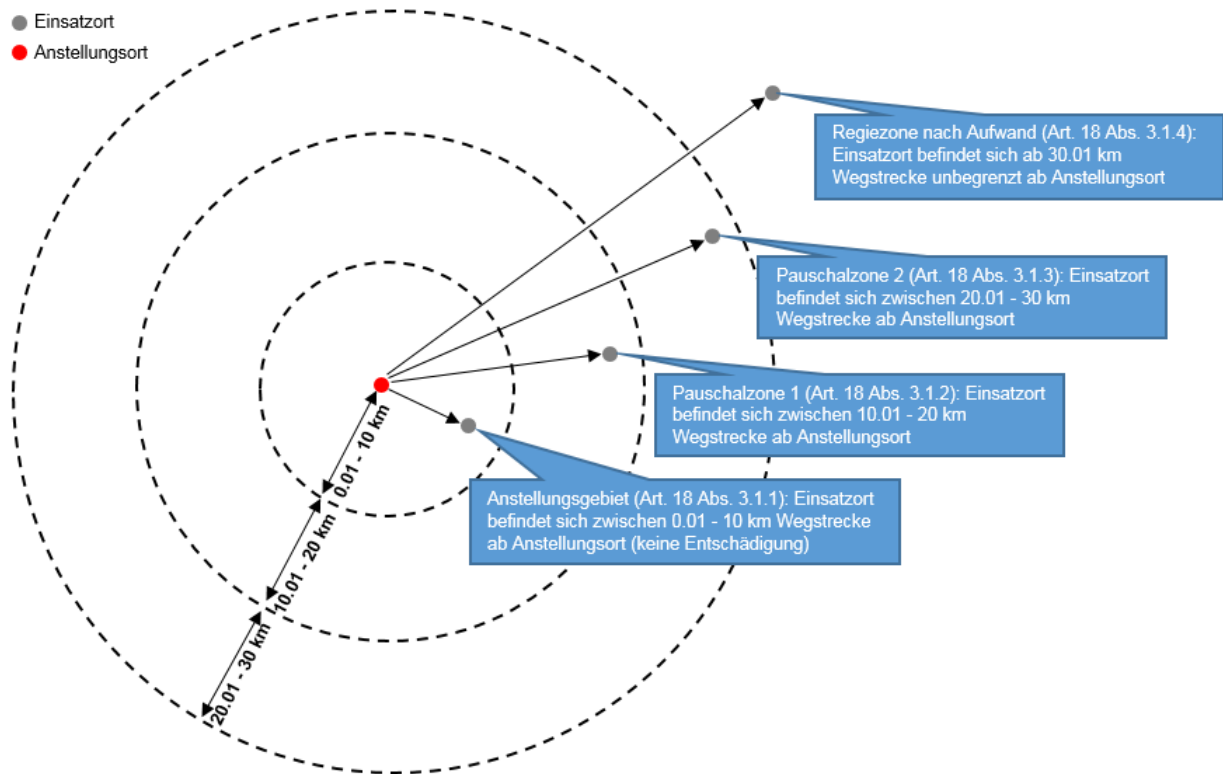 Einsatzort
Anstellungsort
Regiezone nach Aufwand (Art. 18 Abs. 3.1.4):
Einsatzort befindet sich ab 30.01 km
Wegstrecke unbegrenzt ab Anstellungsort
Pauschalzone 2 (Art. 18 Abs. 3.1.3): Einsatzort
befindet sich zwischen 20.01 - 30 km
Wegstrecke ab Anstellungsort
Pauschalzone 1 (Art. 18 Abs. 3.1.2): Einsatzort
befindet sich zwischen 10.01 - 20 km
Wegstrecke ab Anstellungsort
Anstellungsgebiet (Art. 18 Abs. 3.1.1): Einsatzort
befindet sich zwischen 0.01 - 10 km Wegstrecke
ab Anstellungsort (keine Entschädigung)
0.01 - 10 km
10.01 - 20 km
20.01 - 30 km